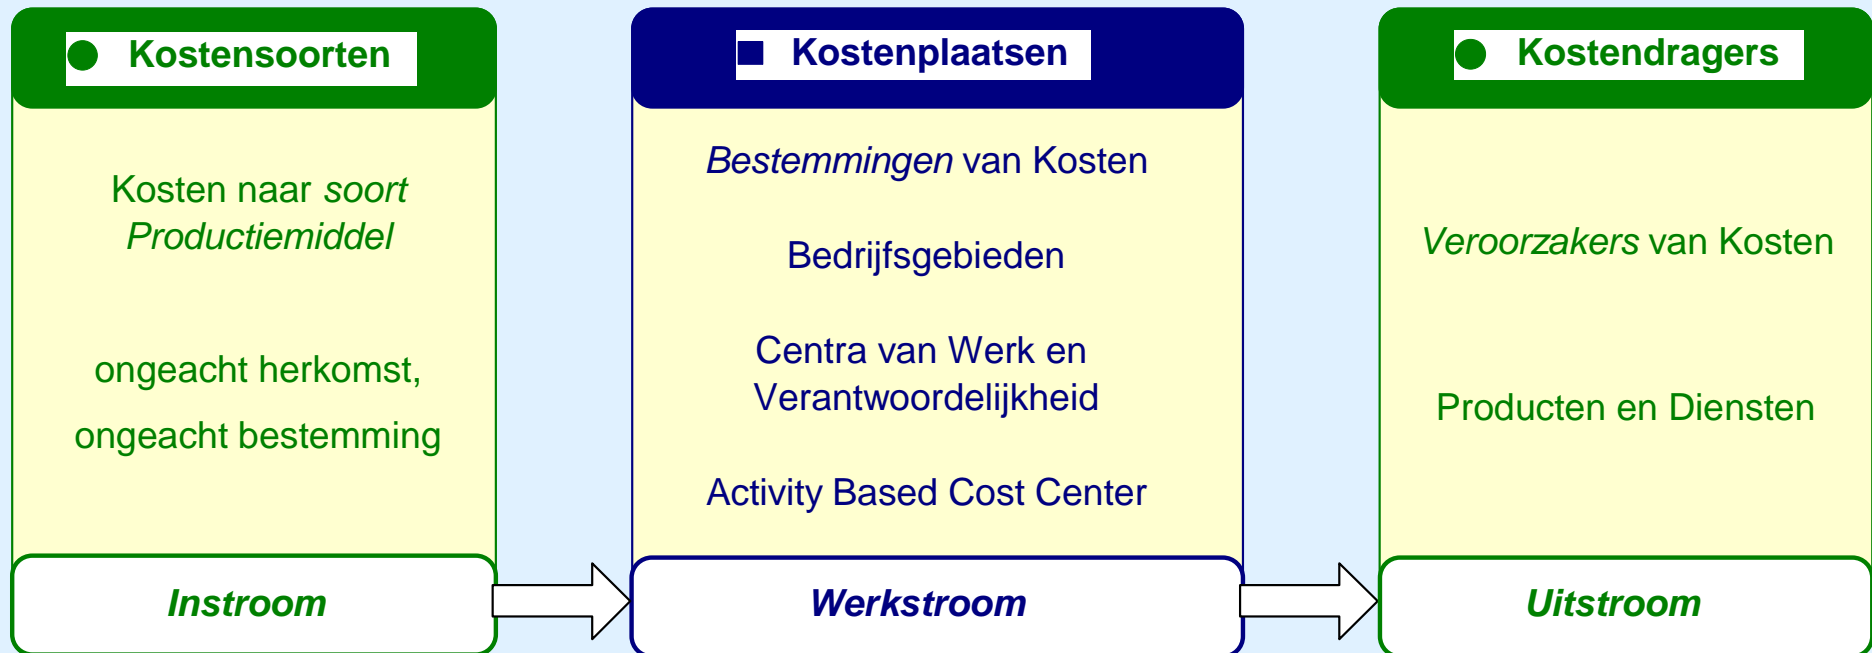 ● Kostensoorten
Kosten naar soort
Productiemiddel
ongeacht herkomst,
ongeacht bestemming
Instroom
■ Kostenplaatsen
Bestemmingen van Kosten
Bedrijfsgebieden
Centra van Werk en
Verantwoordelijkheid
Activity Based Cost Center
Werkstroom
● Kostendragers
Veroorzakers van Kosten
Producten en Diensten
Uitstroom